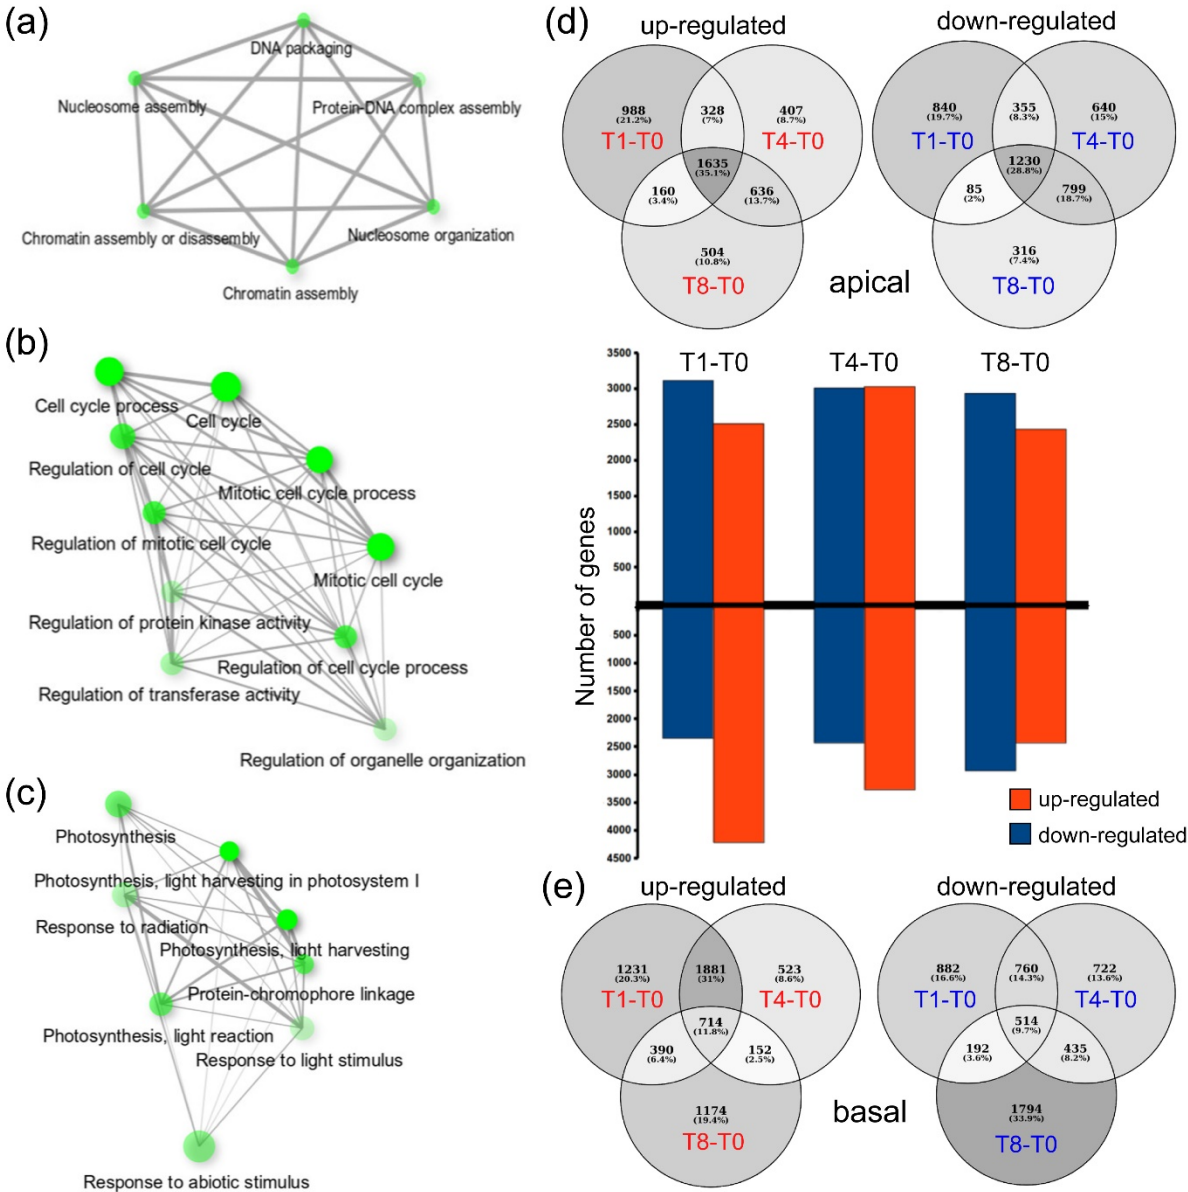 (a)
DNA packaging
Nucleosome assembly
Protein-DNA complex assembly
Chromatin assembly or disassembly
Nucleosome organization
Chromatin assembly
(b)
Cell cycle process
Cell cycle
Regulation of cell cycle
Mitotic cell cycle process
Regulation of mitotic cell cycle
Mitotic cell cycle
Regulation of protein kinase activity
Regulation of cell cycle process
Regulation of transferase activity
Regulation of organelle organization
(c)
Photosynthesis
Photosynthesis, light harvesting in photosystem I
Response to radiation
Photosynthesis, light harvesting
Protein-chromophore linkage
Photosynthesis, light reaction
Response to light stimulus
Response to abiotic stimulus
(d)
up-regulated
988
(21.2%)
T1-T0
328
(7%)
407
(8.7%)
T4-T0
1635
(35.1%)
160
(3.4%)
636
(13.7%)
504
(10.8%)
T8-T0
down-regulated
840
(19.7%)
T1-T0
355
(8.3%)
640
(15%)
T4-T0
1230
(28.8%)
85
(2%)
799
(18.7%)
316
(7.4%)
T8-T0
apical
T1-T0
T4-T0
T8-T0
Number of genes
3500
3000
2500
2000
1500
1000
500
500
1000
1500
2000
2500
3000
3500
4000
4500
up-regulated
down-regulated
(e)
up-regulated
1231
(20.3%)
T1-T0
1881
(31%)
523
(8.6%)
T4-T0
714
(11.8%)
390
(6.4%)
152
(2.5%)
1174
(19.4%)
T8-T0
down-regulated
882
(16.6%)
T1-T0
760
(14.3%)
722
(13.6%)
T4-T0
514
(9.7%)
192
(3.6%)
435
(8.2%)
1794
(33.9%)
T8-T0
basal